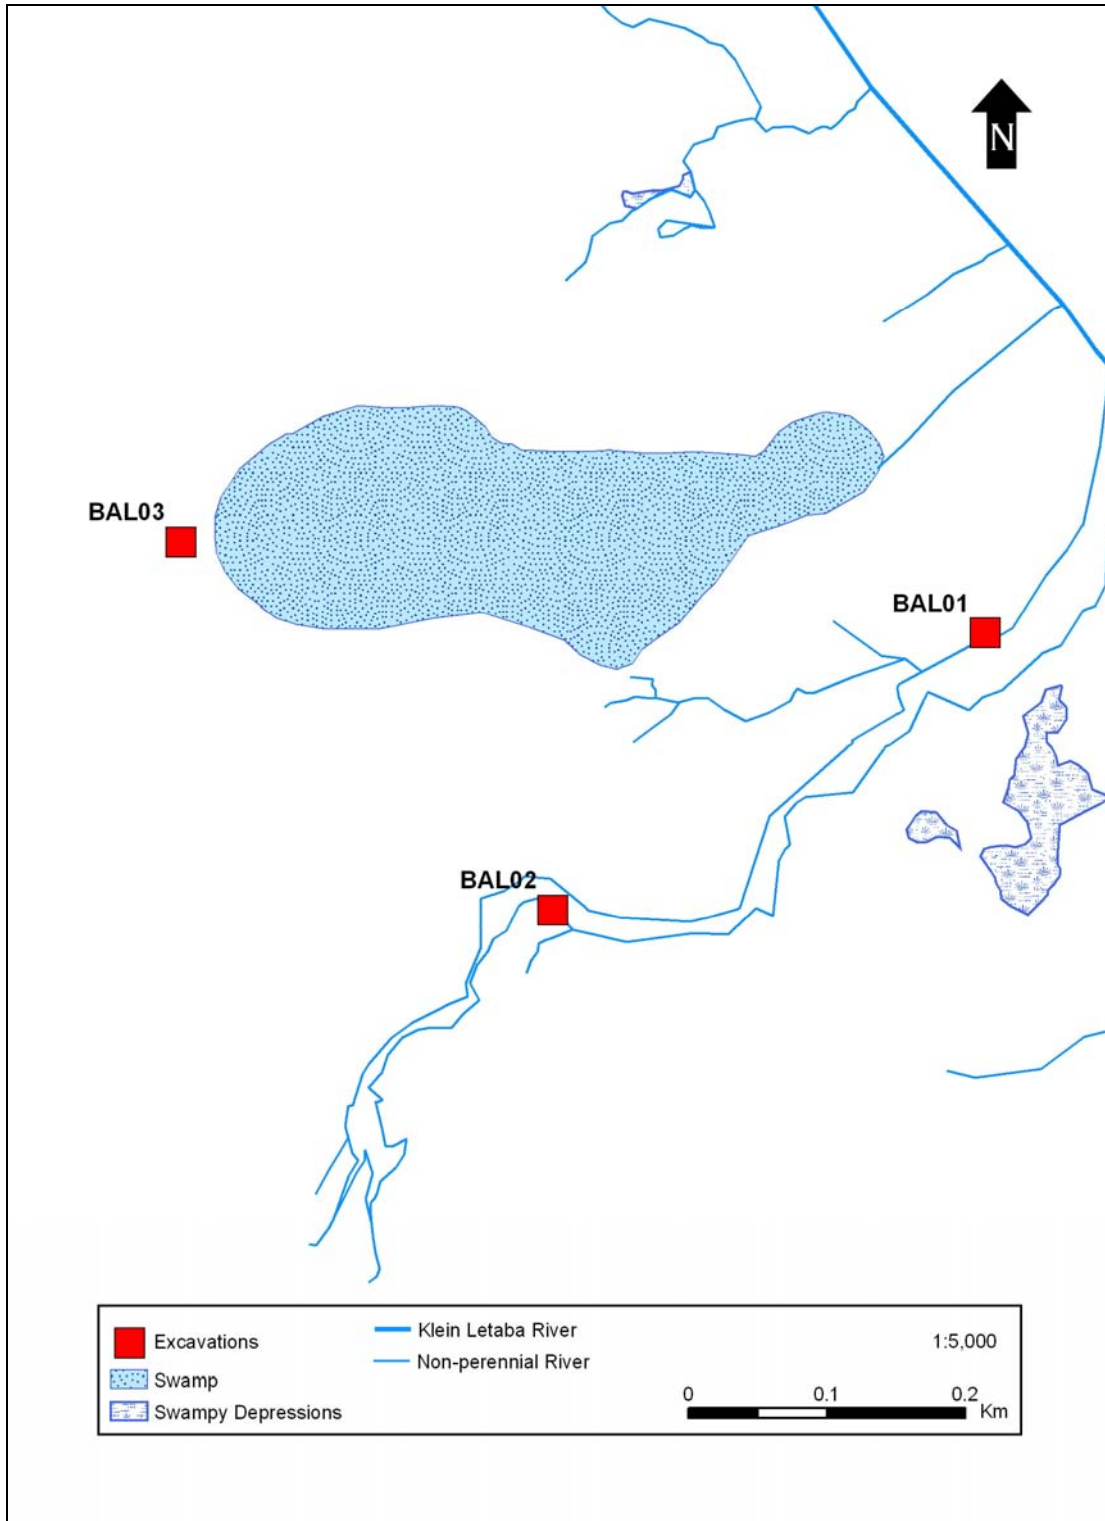 N
BAL03
BAL01
BAL02
Excavations
Swamp
Swampy Depressions
Klein Letaba River
Non-perennial River
1:5,000
0 0.1 0.2
Km